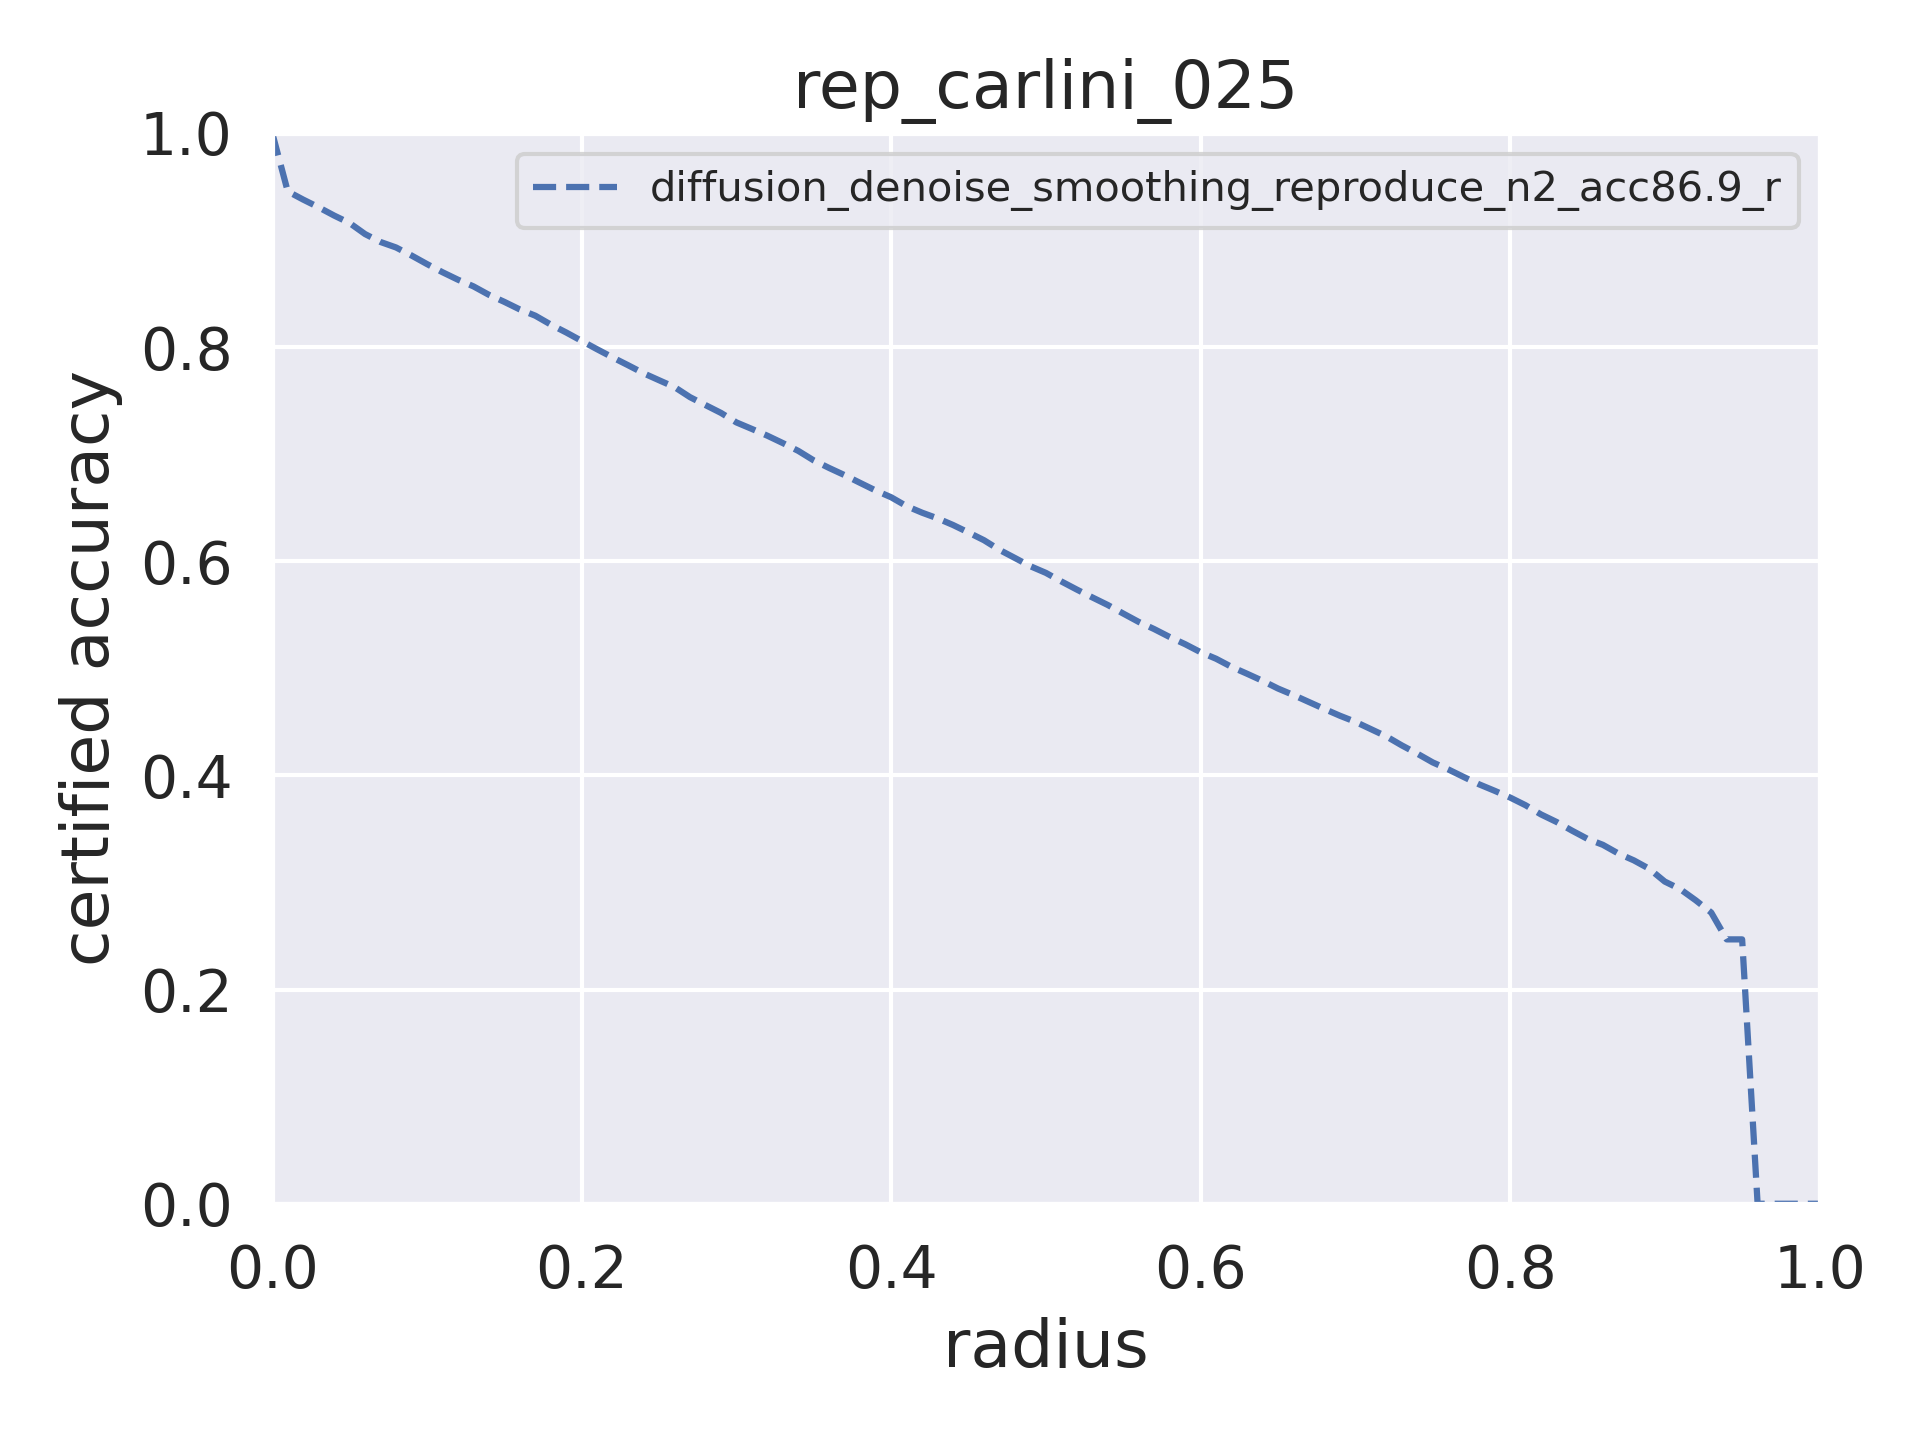 rep_carlini_025
diffusion_denoise_smoothing_reproduce_n2_acc86.9_r
certified accuracy
1.0
0.8
0.6
0.4
0.2
0.0
0.0 0.2 0.4 0.6 0.8 1.0
radius